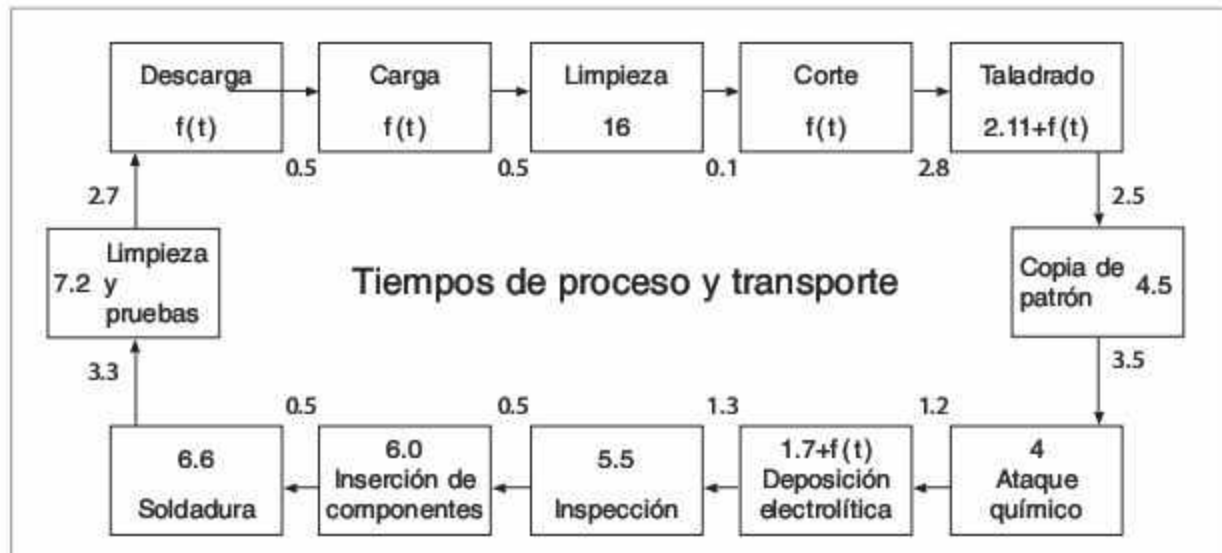 Descarga
f(t)
Carga
f(t)
Limpieza
16
Corte
f(t)
Taladrado
2.11+f(t)
0.5
0.5
0.1
2.8
2.7
2.5
7.2 Limpieza
y
pruebas
Tiempos de proceso y transporte
Copia de
patrón 4.5
3.3
3.5
0.5
0.5
1.3
1.2
6.6
Soldadura
6.0
Inserción de
componentes
5.5
Inspección
1.7+f(t)
Deposición
electrolítica
4
Ataque
químico